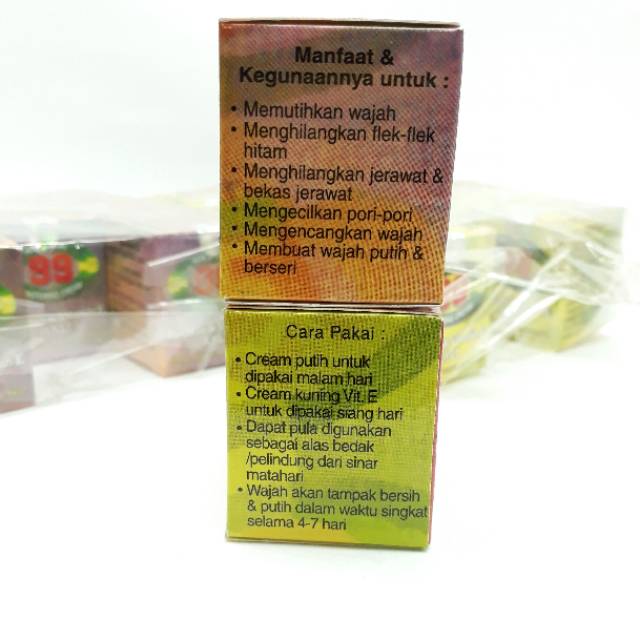 Manfaat &
Kegunaannya untuk :
• Memutihkan wajah
• Menghilangkan flek-flek
hitam
• Menghilangkan jerawat &
bekas jerawat
• Mengecilkan pori-pori
• Mengencangkan wajah
• Membuat wajah putih &
berseri
Cara Pakai :
• Cream putih untuk
dipakai malam hari
• Cream kuning Vit. E
untuk dipakai siang hari
• Dapat pula digunakan
sebagai alas bedak
/pelindung dari sinar
matahari
• Wajah akan tampak bersih
& putih dalam waktu singkat
selama 4-7 hari
99